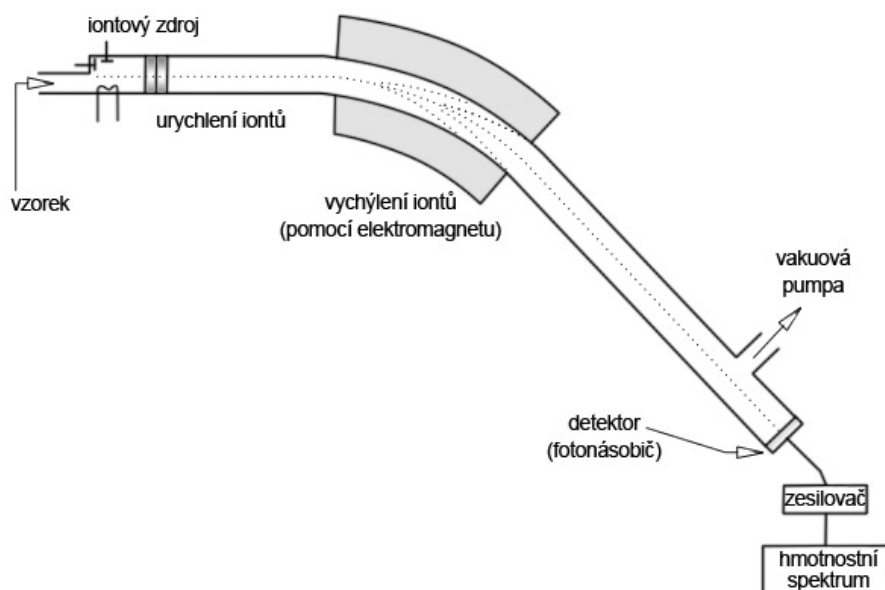 iontový zdroj
urychlení iontů
vzorek
vychýlení iontů
(pomocí elektromagnetu)
vakuová
pumpa
detektor
(fotonásobič)
zesilovač
hmotnostní
spektrum